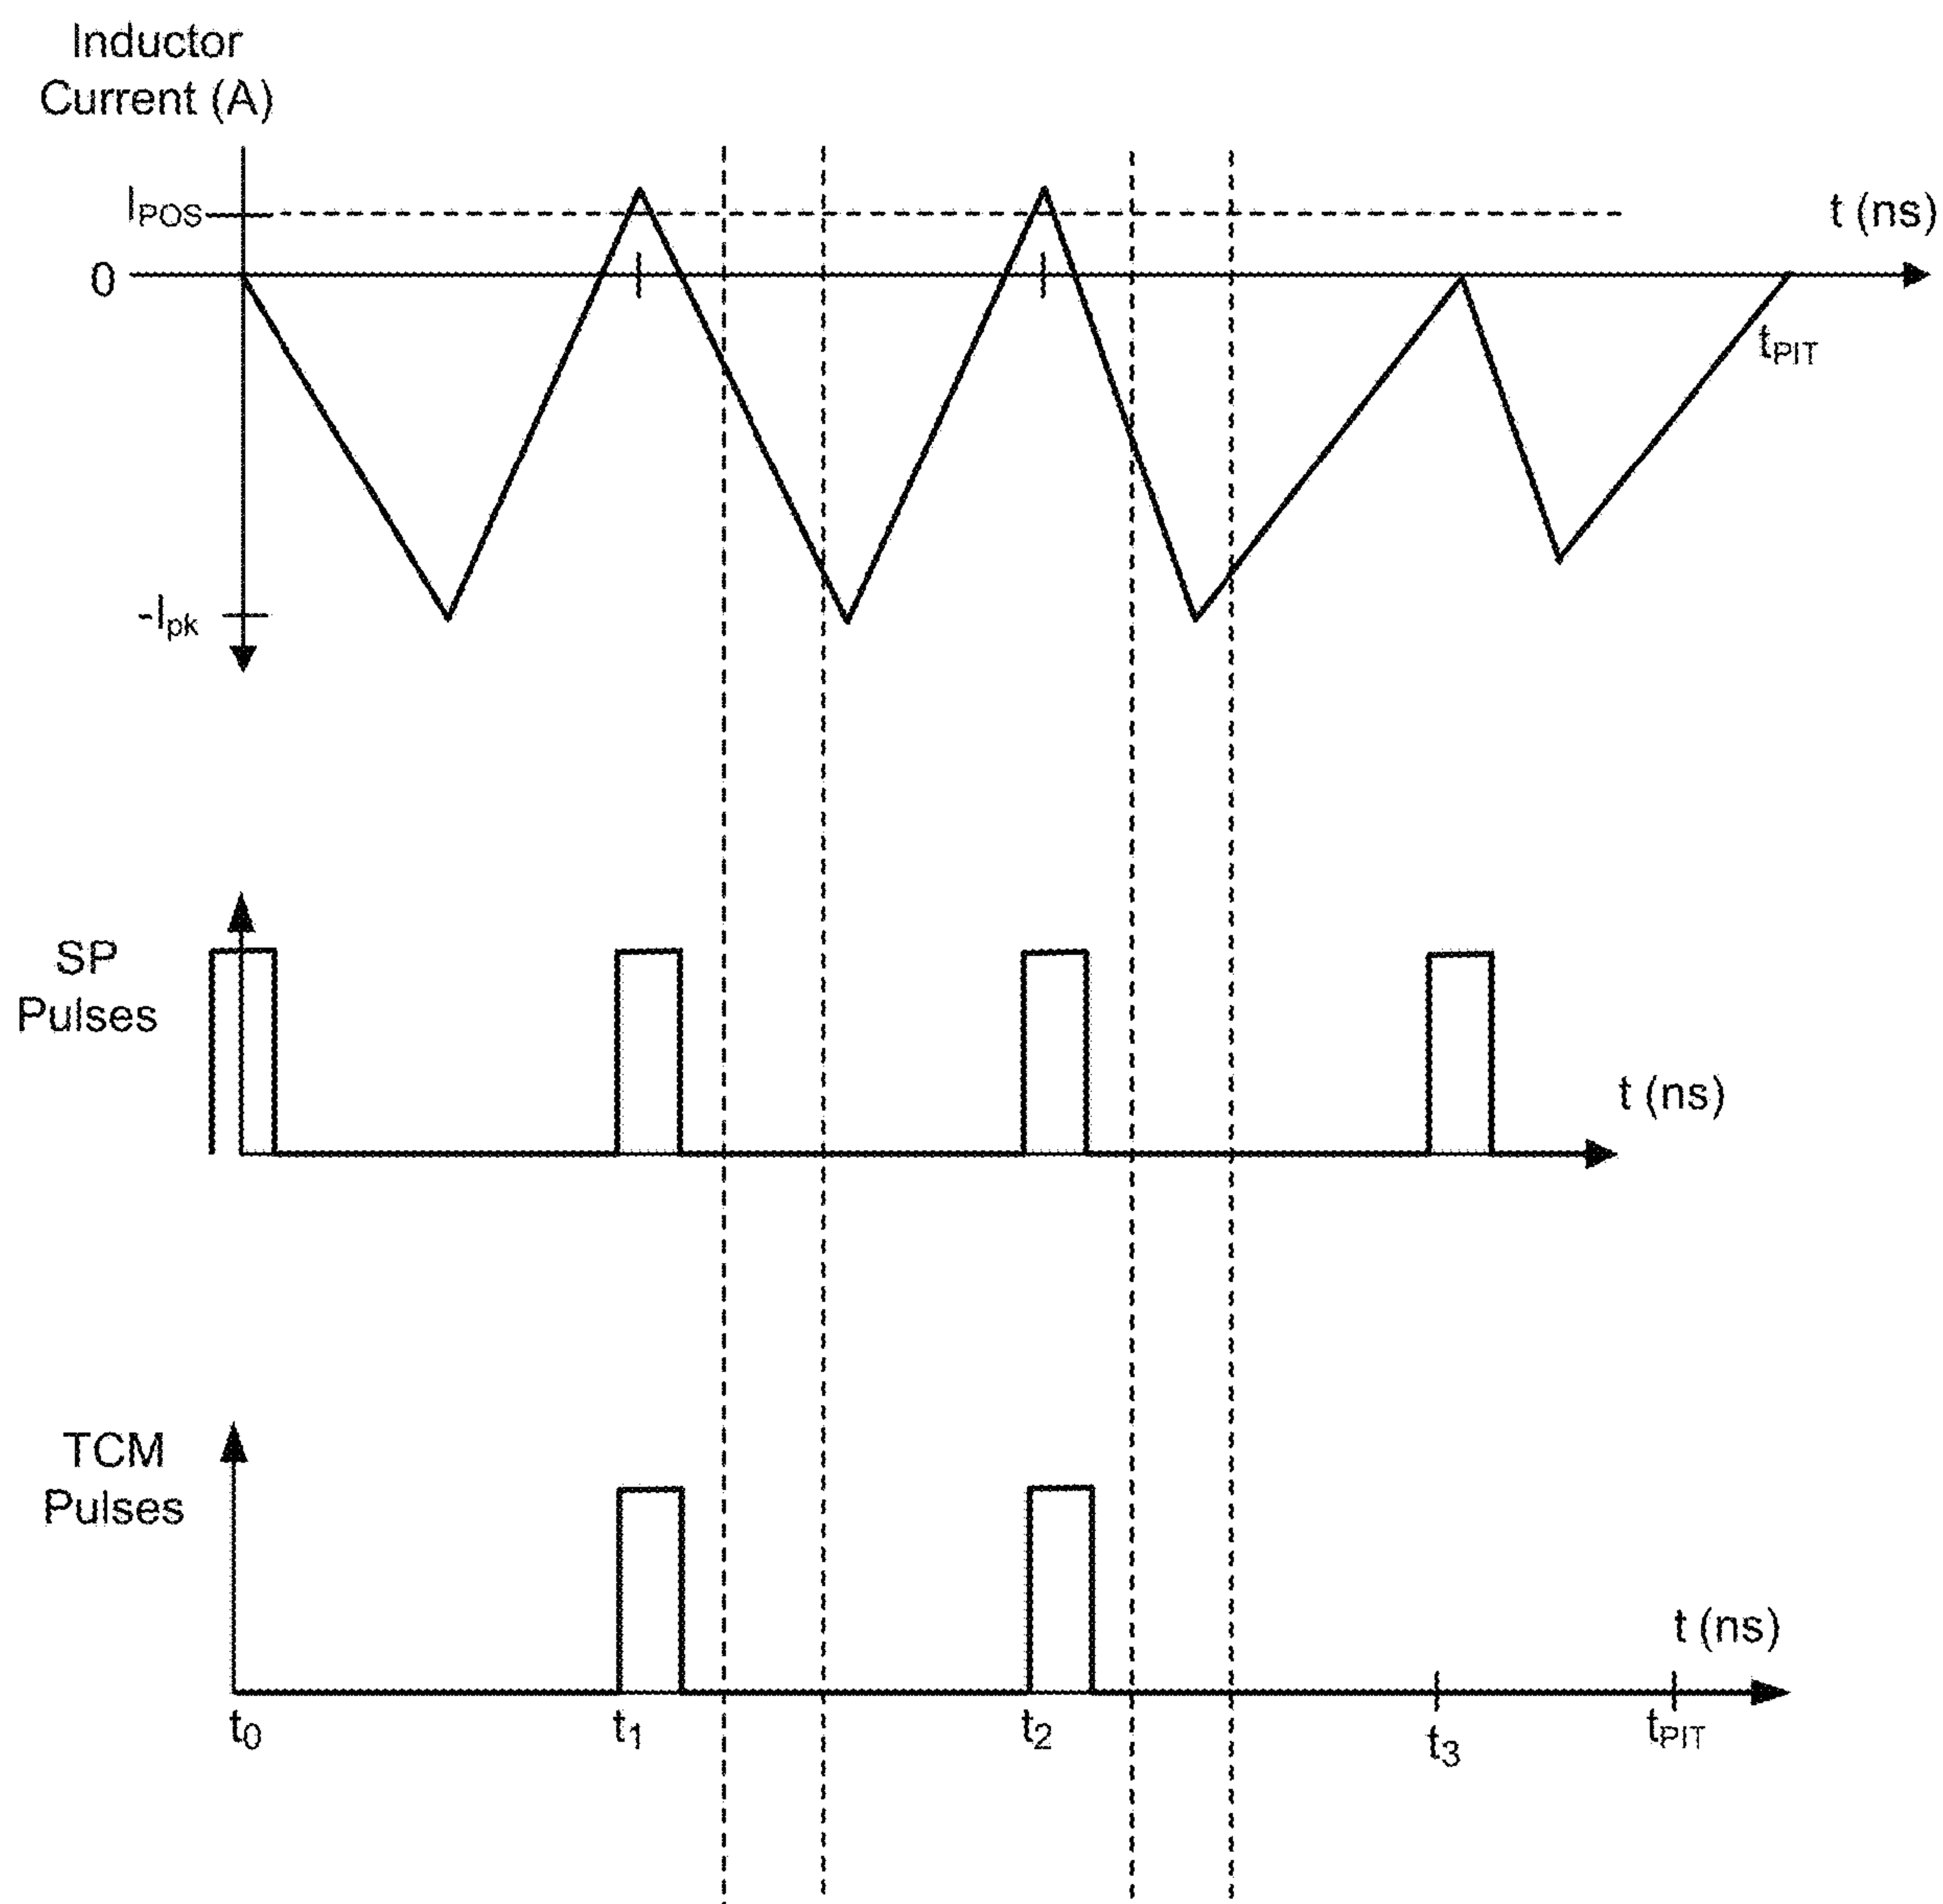 Inductor
Current (A)
IPOS
t (ns)
0
tPIT
-Ipk
SP
Pulses
t (ns)
TCM
Pulses
t (ns)
t0
t1
t2
t3
tPIT